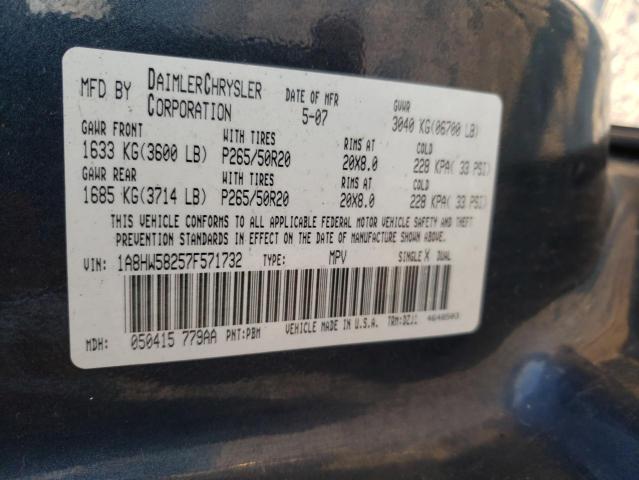 MFD BY DAIMLERCHRYSLER CORPORATION DATE OF MFR 5-07 GVWR 3040 KG(06700 LB)
GAWR FRONT WITH TIRES RIMS AT COLD
1633 KG(3600 LB) P265/50R20 20X8.0 228 KPA( 33 PSI)
GAWR REAR WITH TIRES RIMS AT COLD
1685 KG(3714 LB) P265/50R20 20X8.0 228 KPA( 33 PSI)
THIS VEHICLE CONFORMS TO ALL APPLICABLE FEDERAL MOTOR VEHICLE SAFETY AND THEFT
PREVENTION STANDARDS IN EFFECT ON THE DATE OF MANUFACTURE SHOWN ABOVE.
VIN: 1A8HW58257F571732 TYPE: MPV SINGLE X DUAL
MDH: 050415 779AA PNT:PBM VEHICLE MADE IN U.S.A. TRM:DZJ1 4648503